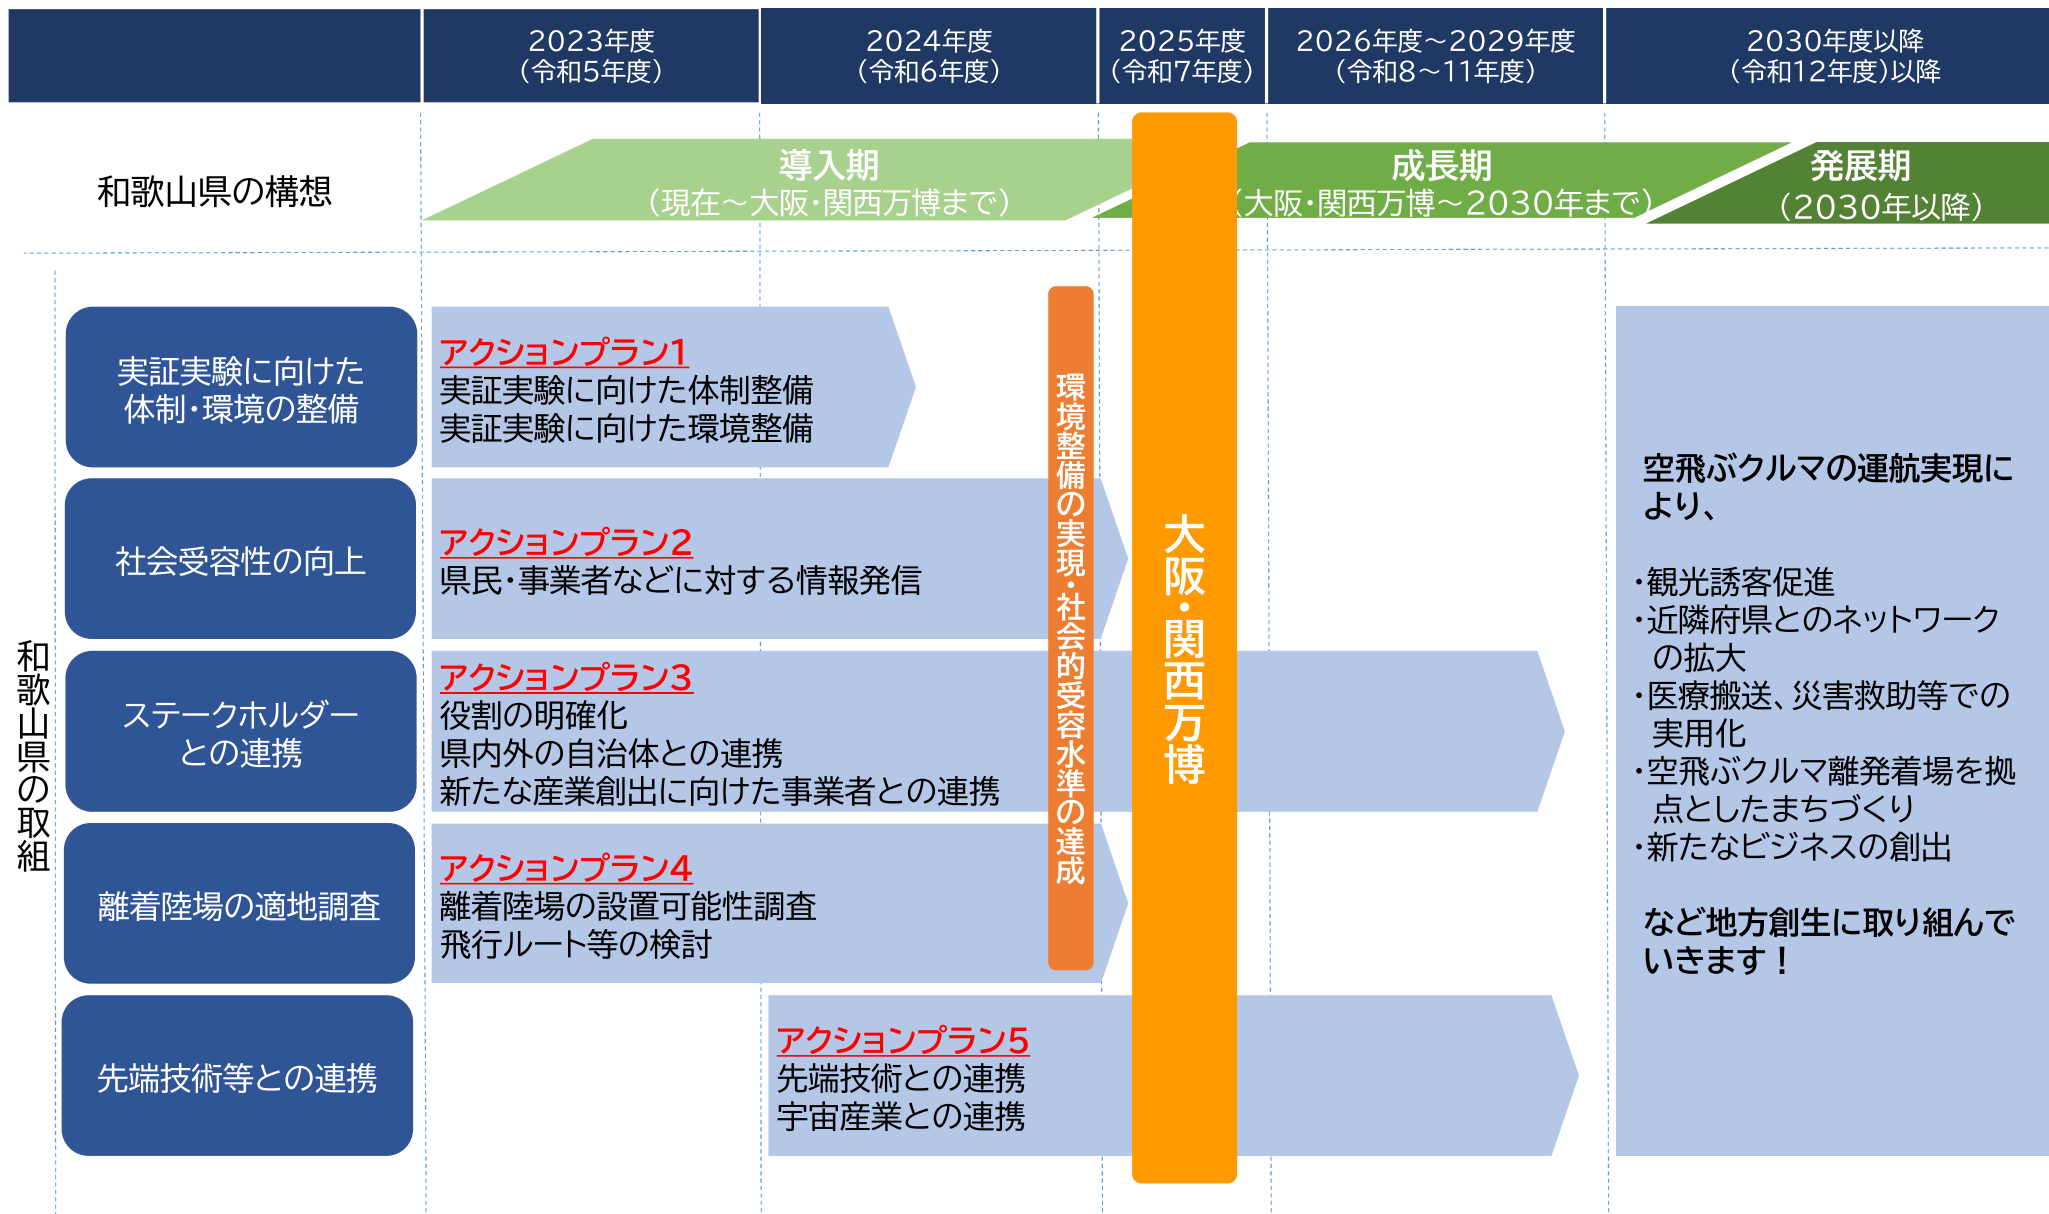 2023年度
（令和5年度）
2024年度
（令和6年度）
2025年度
（令和7年度）
2026年度～2029年度
（令和8～11年度）
2030年度以降
（令和12年度）以降
和歌山県の構想
導入期
（現在～大阪・関西万博まで）
成長期
（大阪・関西万博～2030年まで）
発展期
（2030年以降）
和歌山県の取組
実証実験に向けた
体制・環境の整備
アクションプラン1
実証実験に向けた体制整備
実証実験に向けた環境整備
社会受容性の向上
アクションプラン2
県民・事業者などに対する情報発信
ステークホルダー
との連携
アクションプラン3
役割の明確化
県内外の自治体との連携
新たな産業創出に向けた事業者との連携
離着陸場の適地調査
アクションプラン4
離着陸場の設置可能性調査
飛行ルート等の検討
先端技術等との連携
アクションプラン5
先端技術との連携
宇宙産業との連携
環境整備の実現・社会的受容水準の達成
大阪・関西万博
空飛ぶクルマの運航実現に
より、
・観光誘客促進
・近隣府県とのネットワーク
の拡大
・医療搬送、災害救助等での
実用化
・空飛ぶクルマ離発着場を拠
点としたまちづくり
・新たなビジネスの創出
など地方創生に取り組んで
いきます！